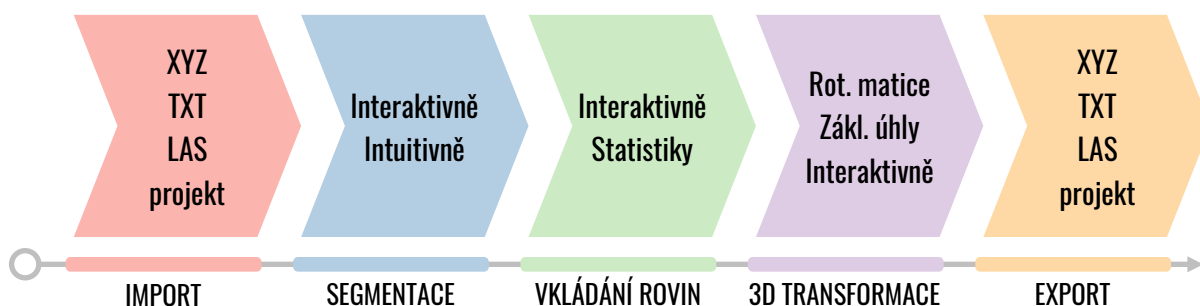 XYZ
TXT
LAS
projekt
Interaktivně
Intuitivně
Interaktivně
Statistiky
Rot. matice
Zákl. úhly
Interaktivně
XYZ
TXT
LAS
projekt
IMPORT
SEGMENTACE
VKLÁDÁNÍ ROVIN
3D TRANSFORMACE
EXPORT